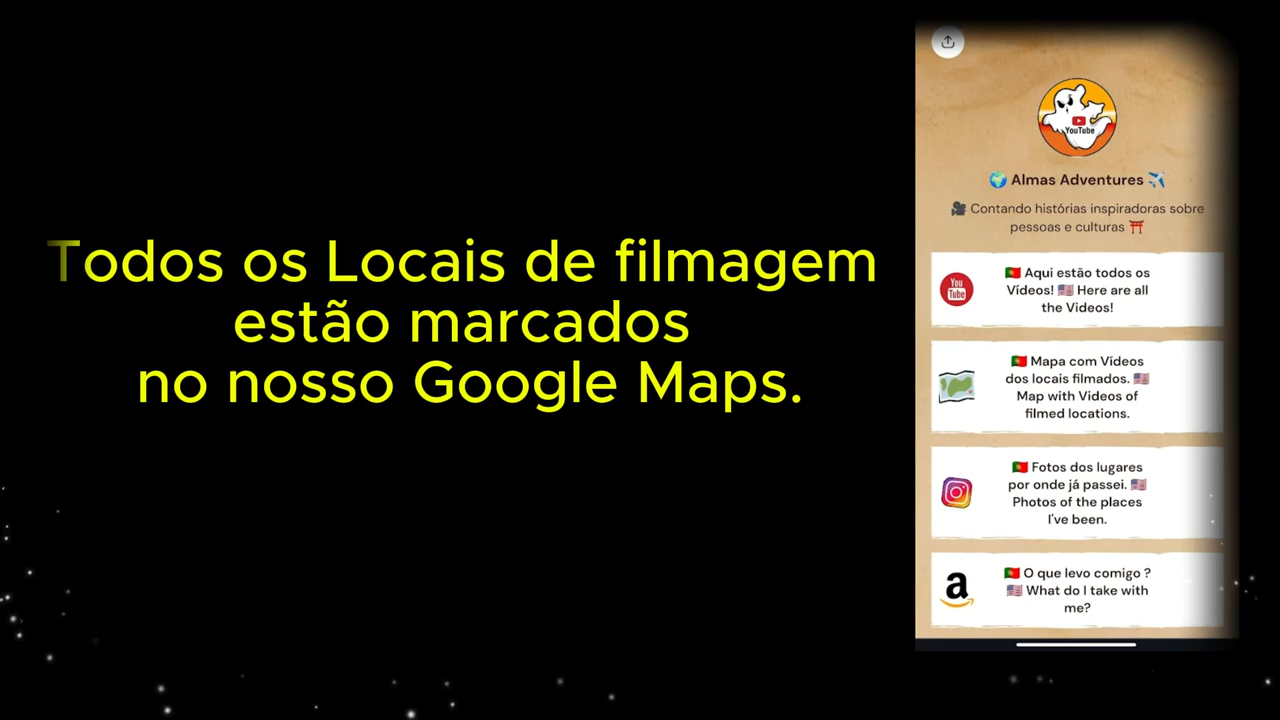 Todos os Locais de filmagem
estão marcados
no nosso Google Maps.
YouTube
🌍 Almas Adventures ✈️
🎥 Contando histórias inspiradoras sobre
pessoas e culturas ⛩️
You
Tube
🇵🇹 Aqui estão todos os
Vídeos! 🇺🇸 Here are all
the Videos!
🇵🇹 Mapa com Vídeos
dos locais filmados. 🇺🇸
Map with Videos of
filmed locations.
🇵🇹 Fotos dos lugares
por onde já passei. 🇺🇸
Photos of the places
I've been.
a
🇵🇹 O que levo comigo ?
🇺🇸 What do I take with
me?